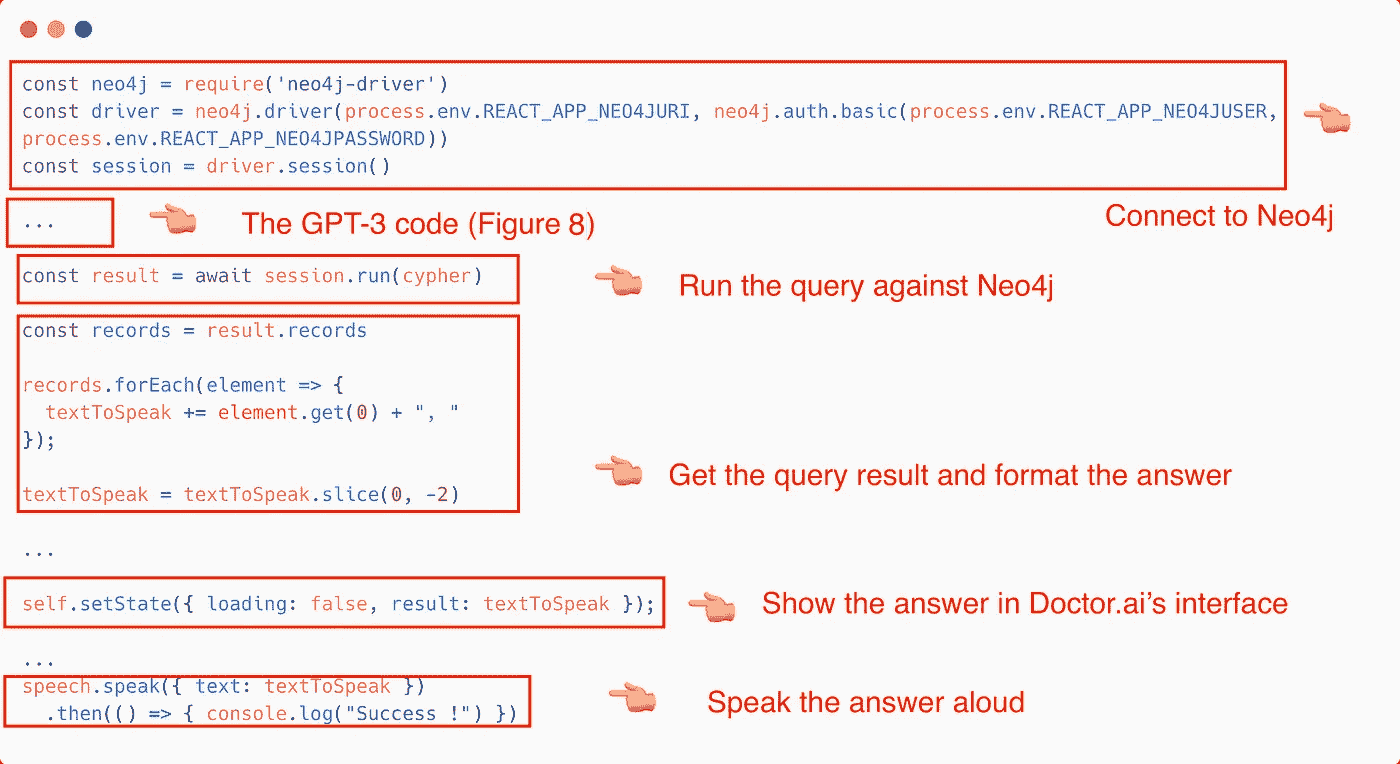 const neo4j = require('neo4j-driver')
const driver = neo4j.driver(process.env.REACT_APP_NEO4JURI, neo4j.auth.basic(process.env.REACT_APP_NEO4JUSER,
process.env.REACT_APP_NEO4JPASSWORD))
const session = driver.session()
Connect to Neo4j
...
The GPT-3 code (Figure 8)
const result = await session.run(cypher)
Run the query against Neo4j
const records = result.records
records.forEach(element => {
  textToSpeak += element.get(0) + ", "
});
textToSpeak = textToSpeak.slice(0, -2)
Get the query result and format the answer
...
self.setState({ loading: false, result: textToSpeak });
Show the answer in Doctor.ai's interface
...
speech.speak({ text: textToSpeak })
  .then(() => { console.log("Success !") })
Speak the answer aloud